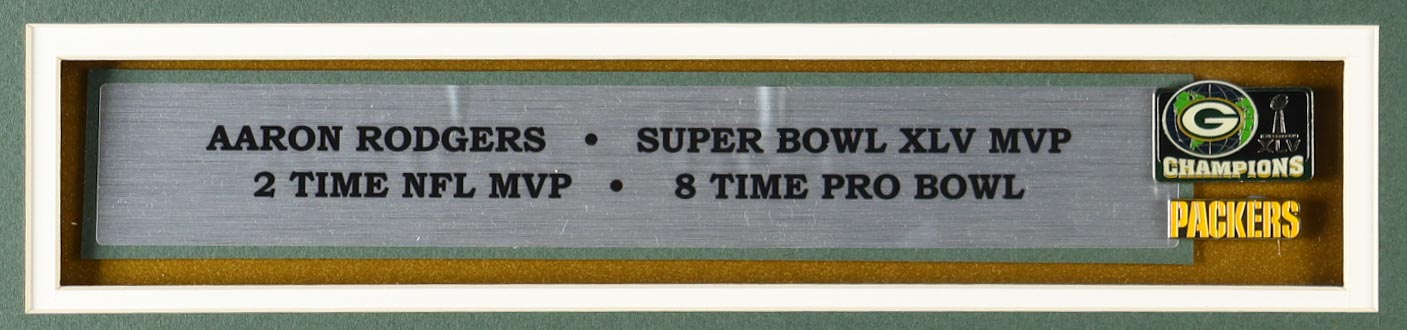 AARON RODGERS • SUPER BOWL XLV MVP
2 TIME NFL MVP • 8 TIME PRO BOWL
G
XLV
CHAMPIONS
PACKERS